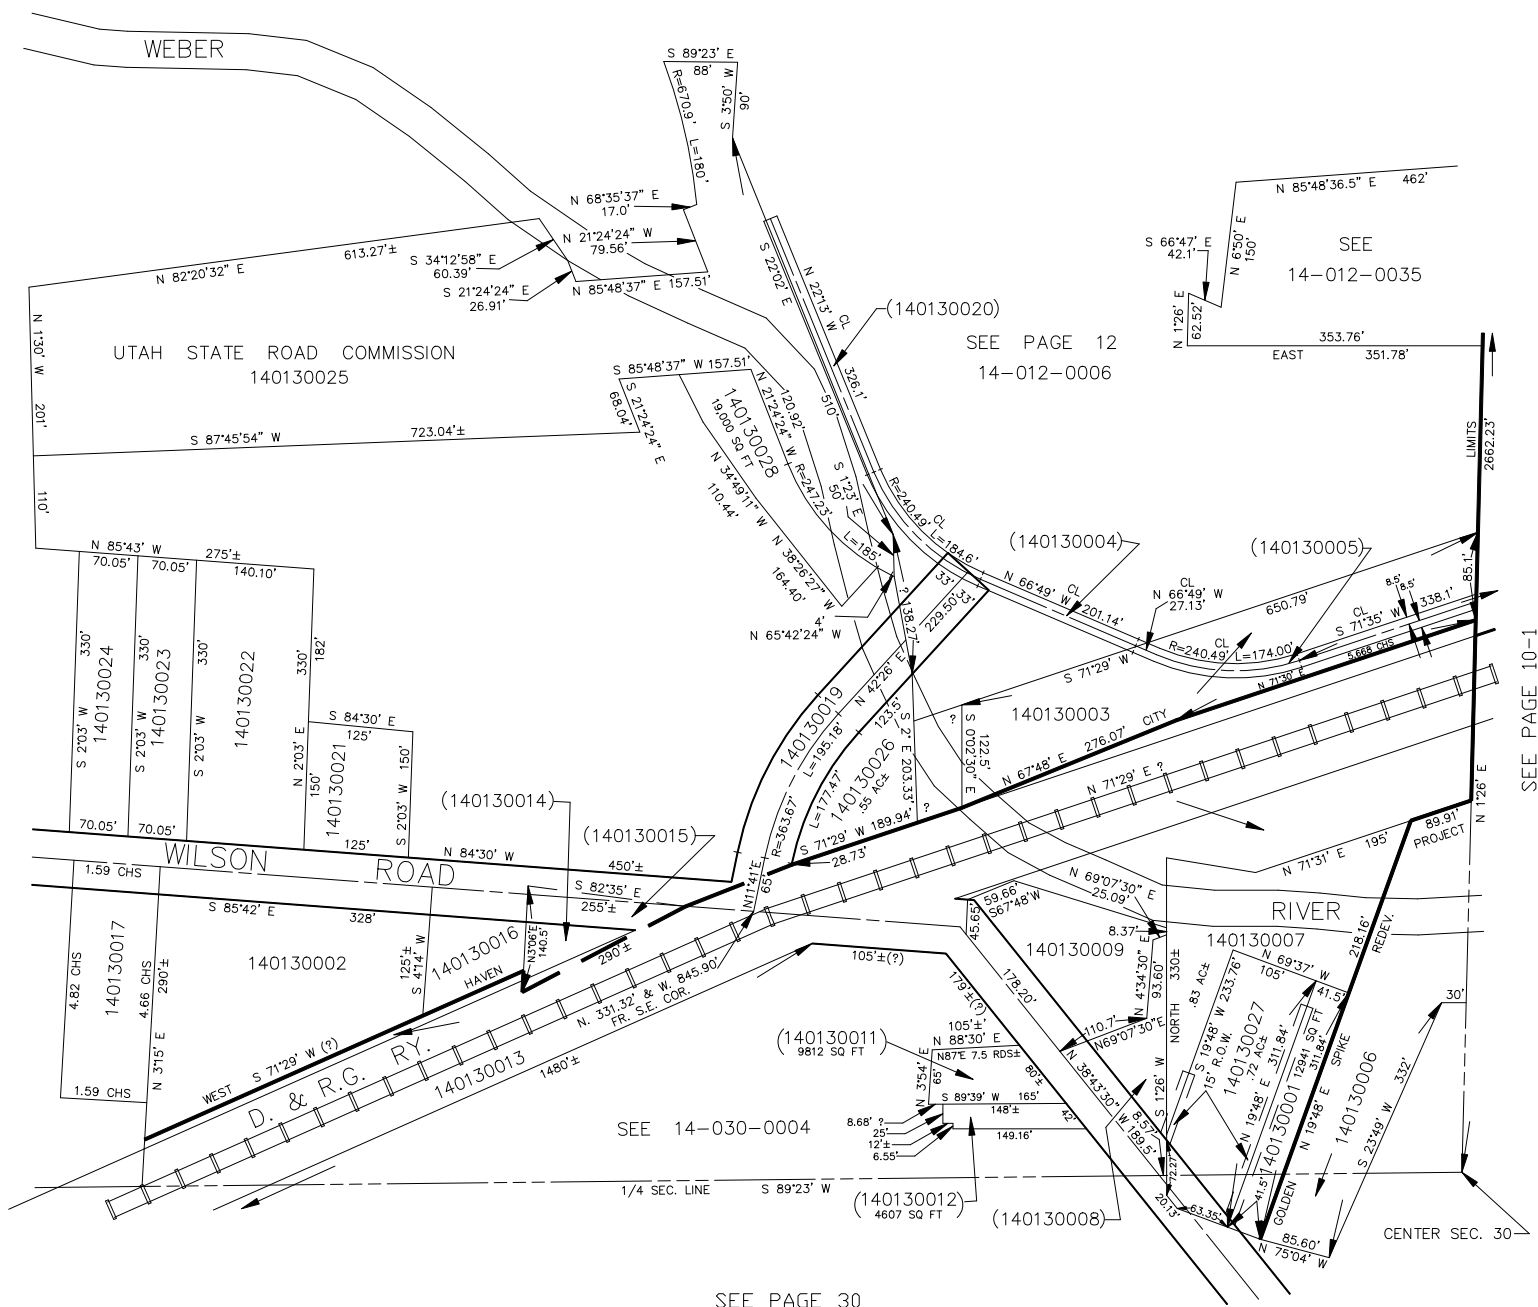 WEBER
S 89°23' E
88'
S 3°50' W
90'
R=670.9' L=180'
N 68°35'37" E
17.0'
N 21°24'24" W
79.56'
N 85°48'37" E 157.51'
S 34°12'58" E
60.39'
S 21°24'24" E
26.91'
N 82°20'32" E
613.27'±
N 1°30' W
201'
UTAH STATE ROAD COMMISSION
140130025
S 87°45'54" W
723.04'±
110'
N 85°48'36.5" E 462'
S 66°47' E
42.1'
N 6°50' E
150'
SEE
14-012-0035
N 1°26' E
62.52'
353.76'
EAST
351.78'
(140130020)
SEE PAGE 12
14-012-0006
S 22°02' E
510'
N 22°13' W
CL
326.1'
S 85°48'37" W 157.51'
S 21°24'24" E
68.04'
140130028
19,000 SQ FT
N 21°24'24" W
120.92'
R=247.23'
L=185'
N 34°49'11" W
110.44'
N 38°26'27" W
164.40'
S 1°23' E
50'
4'
N 65°42'24" W
?
138.27'
R=240.49'
CL
L=184.6'
(140130004)
(140130005)
LIMITS
2662.23'
N 66°49' W
CL
201.14'
CL
N 66°49' W
27.13'
650.79'
85.1'
8.5'
8.5'
338.1'
CL
S 71°35' W
R=240.49'
CL
L=174.00'
5.668 CHS
N 71°30' E
SEE PAGE 10-1
33'
33'
229.50'
N 42°26' E
S 71°29' W
140130003
?
S 0°02'30" E
122.5'
S 2° E 203.33'
?
N 67°48' E
276.07'
CITY
N 71°29' E ?
N 85°43' W
275'±
70.05'
70.05'
140.10'
330'
140130024
S 2°03' W
330'
140130023
S 2°03' W
330'
140130022
S 2°03' W
182'
330'
N 2°03' E
S 84°30' E
125'
150'
140130021
S 2°03' W
150'
140130019
L=195.18'
R=363.67'
123.5'
L=177.47'
140130026
.55 AC±
S 71°29' W 189.94'
28.73'
N11°41'E
65'
70.05'
70.05'
125'
N 84°30' W
450'±
WILSON ROAD
(140130014)
(140130015)
1.59 CHS
S 82°35' E
255'±
S 85°42' E
328'
4.82 CHS
140130017
4.66 CHS
290'±
N 3°15' E
1.59 CHS
140130002
125'±
S 4°14' W
140130016
N3°06'E
140.5'
HAVEN
WEST
S 71°29' W (?)
290'±
N. 331.32' & W. 845.90'
FR. S.E. COR.
D. & R.G. RY.
140130013
1480'±
105'±(?)
179'±(?)
59.66'
S67°48'W
45.65'
N 69°07'30" E
25.09'
8.37'
140130009
178.20'
N 4°34'30" E
93.60'
330±
NORTH
110.7'
N69°07'30"E
N 71°31' E
195'
89.91'
PROJECT
N 1°26' E
RIVER
218.16'
REDEV.
140130007
.83 AC±
N 69°37' W
105'
41.5'
S 19°48' W 233.76'
15' R.O.W.
140130027
.72 AC±
N 19°48' E 311.84'
140130001
12941 SQ FT
311.84'
N 19°48' E
SPIKE
GOLDEN
140130006
S 23°49' W 332'
30'
(140130011)
9812 SQ FT
105'±'
N 88°30' E
N87°E 7.5 RDS±
N 3°54' E
65'
80'±
S 89°39' W 165'
148'±
42'
8.68' ?
25'
12'±
6.55'
149.16'
SEE 14-030-0004
N 38°43'30" W 189.5'
S 1°26' W
8.57'
72.27'
20.13'
63.35'
41.5'
85.60'
N 75°04' W
1/4 SEC. LINE S 89°23' W
(140130012)
4607 SQ FT
(140130008)
CENTER SEC. 30
SEE PAGE 30